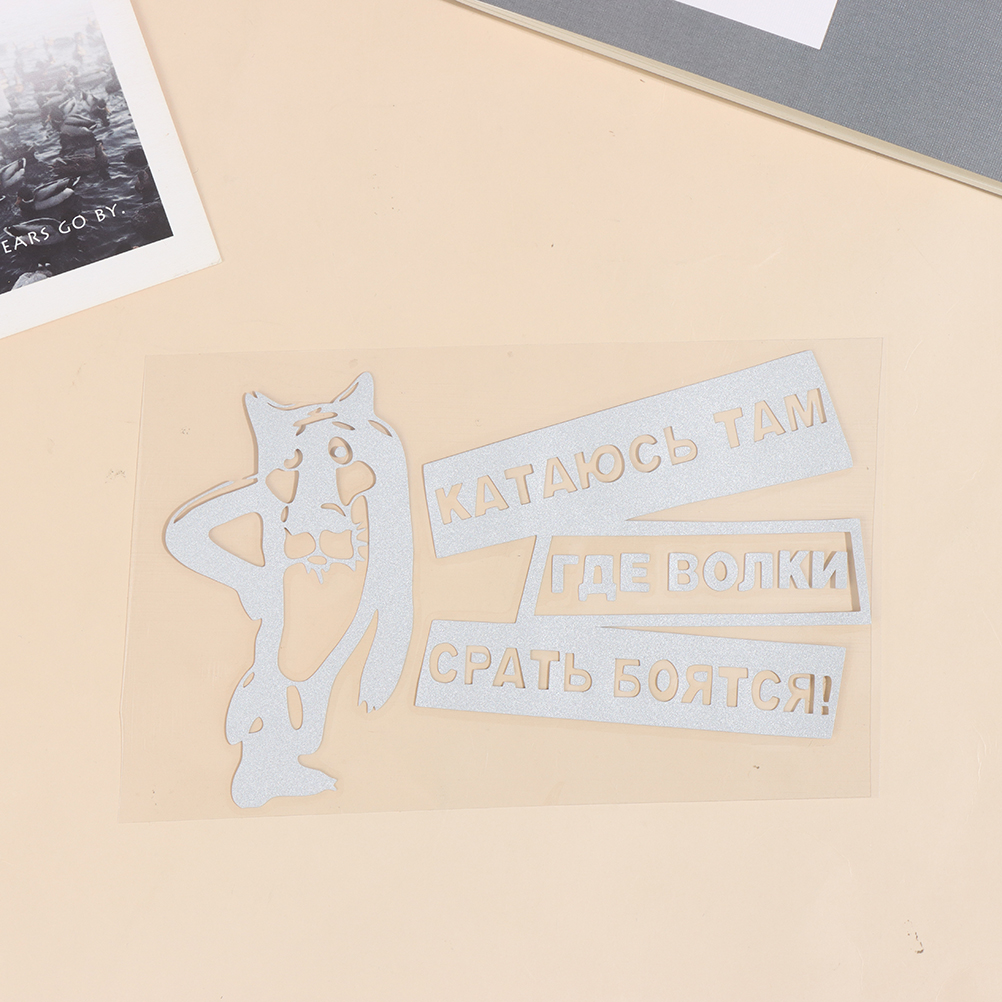 EARS GO BY.
КАТАЮСЬ ТАМ
ГДЕ ВОЛКИ
СРАТЬ БОЯТСЯ!